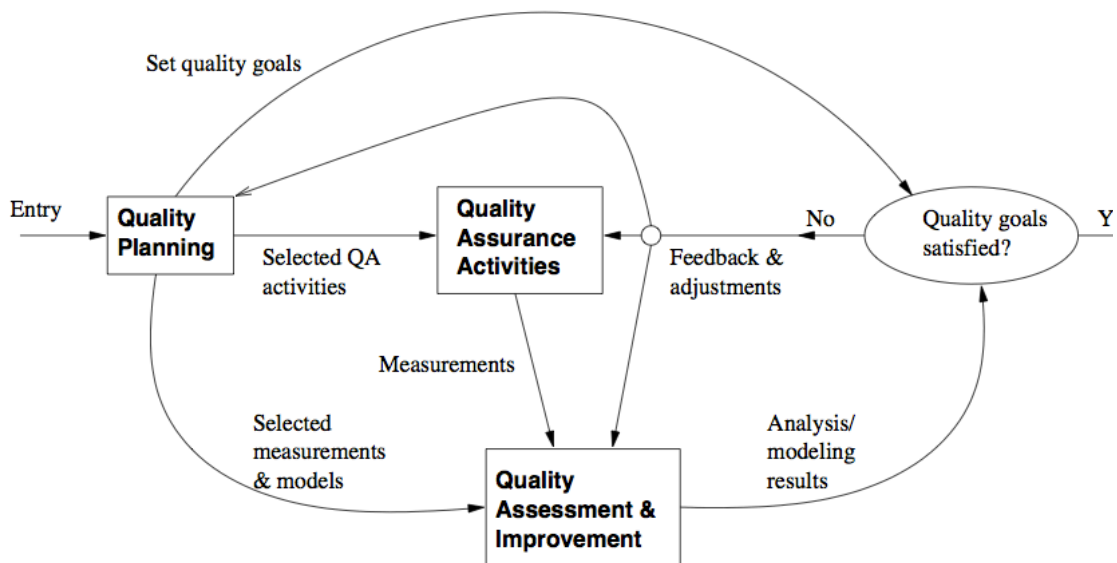 Set quality goals
Entry
Quality
Planning
Selected QA
activities
Quality
Assurance
Activities
Feedback &
adjustments
No
Quality goals
satisfied?
Y
Measurements
Selected
measurements
& models
Quality
Assessment &
Improvement
Analysis/
modeling
results